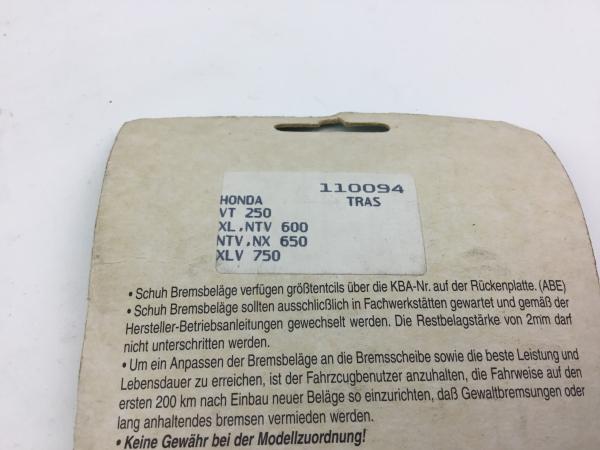 110094
HONDA TRAS
VT 250
XL,NTV 600
NTV,NX 650
XLV 750
• Schuh Bremsbeläge verfügen größtentcils über die KBA-Nr. auf der Rückenplatte. (ABE)
• Schuh Bremsbeläge sollten ausschlicßlich in Fachwerkstätten gewartet und gemäß der
Hersteller-Betriebsanleitungen gewechselt werden. Die Restbelagstärke von 2mm darf
nicht unterschritten werden.
• Um ein Anpassen der Bremsbeläge an die Bremsscheibe sowie die beste Leistung und
Lebensdauer zu erreichen, ist der Fahrzcugbenutzer anzuhalten, die Fahrweise auf den
ersten 200 km nach Einbau neuer Beläge so einzurichten, daß Gewaltbremsungen oder
lang anhaltendes bremsen vermieden werden.
• Keine Gewähr bei der Modellzuordnung!